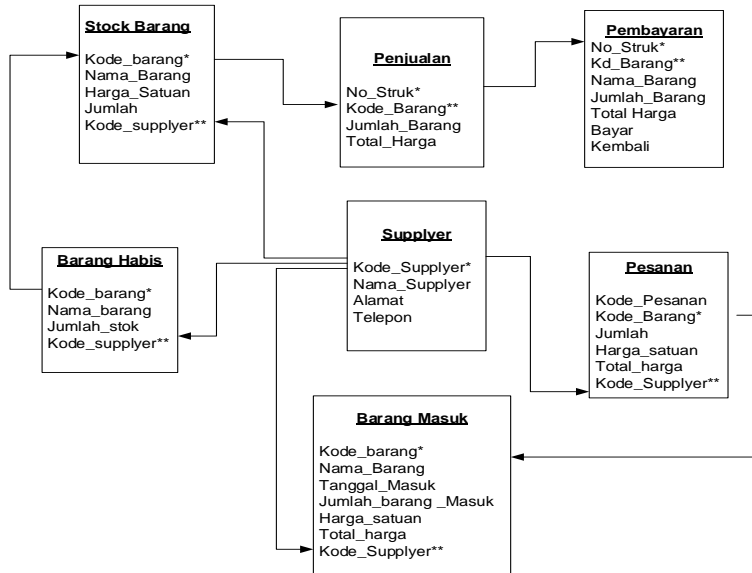 Stock Barang
Kode_barang*
Nama_Barang
Harga_Satuan
Jumlah
Kode_supplyer**
Penjualan
No_Struk*
Kode_Barang**
Jumlah_Barang
Total_Harga
Pembayaran
No_Struk*
Kd_Barang**
Nama_Barang
Jumlah_Barang
Total Harga
Bayar
Kembali
Barang Habis
Kode_barang*
Nama_barang
Jumlah_stok
Kode_supplyer**
Supplyer
Kode_Supplyer*
Nama_Supplyer
Alamat
Telepon
Pesanan
Kode_Pesanan
Kode_Barang*
Jumlah
Harga_satuan
Total_harga
Kode_Supplyer**
Barang Masuk
Kode_barang*
Nama_Barang
Tanggal_Masuk
Jumlah_barang _Masuk
Harga_satuan
Total_harga
Kode_Supplyer**